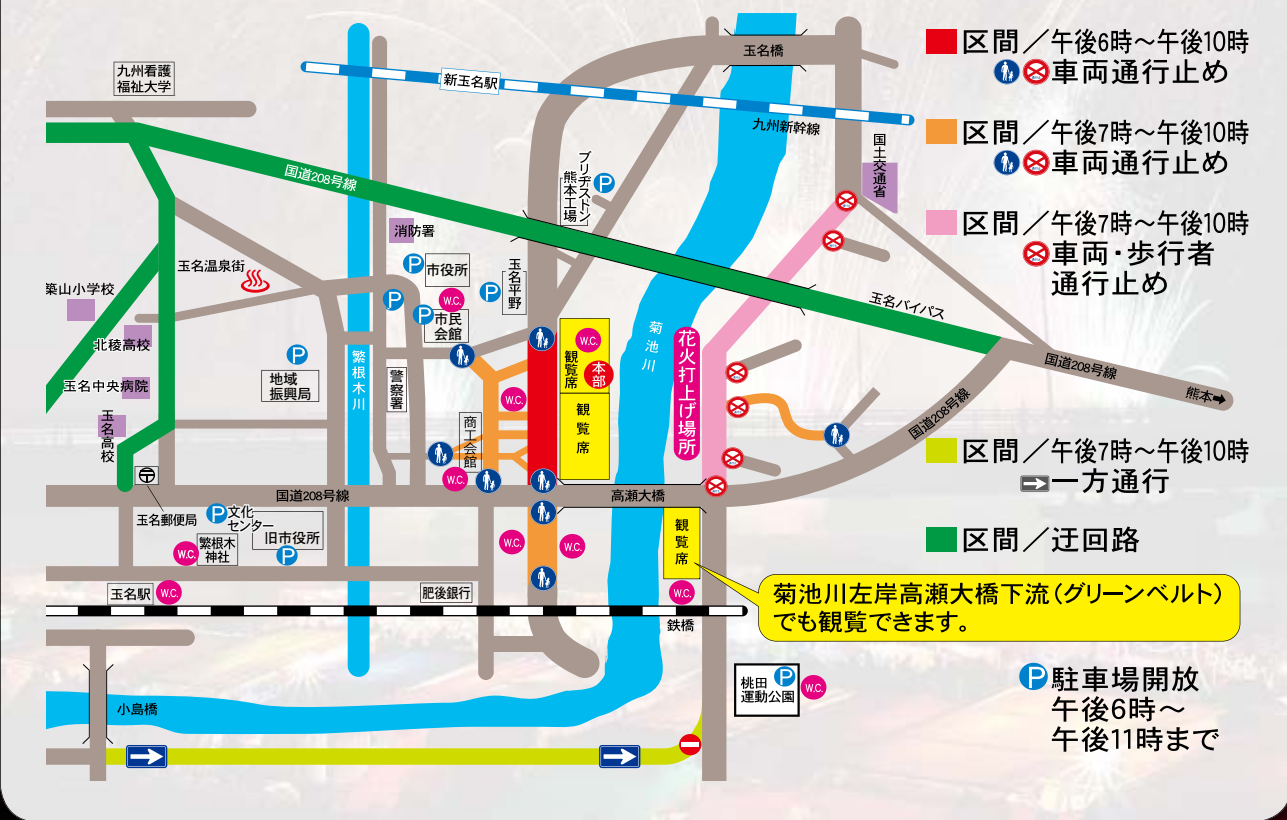 区間／午後6時～午後10時
車両通行止め
区間／午後7時～午後10時
車両通行止め
区間／午後7時～午後10時
車両・歩行者
通行止め
区間／午後7時～午後10時
一方通行
区間／迂回路
菊池川左岸高瀬大橋下流（グリーンベルト）
でも観覧できます。
P
駐車場開放
午後6時～
午後11時まで
玉名橋
九州看護
福祉大学
新玉名駅
九州新幹線
国土交通省
国道208号線
ブリヂストン
熊本工場
P
消防署
玉名温泉街
P
市役所
玉名平野
P
W.C.
P
P
市民
会館
築山小学校
北稜高校
玉名中央病院
玉名高校
P
地域
振興局
繁根木川
警察署
商工会館
W.C.
W.C.
W.C.
観覧席
本部
観覧席
菊池川
花火打上げ場所
玉名バイパス
国道208号線
熊本
国道208号線
国道208号線
高瀬大橋
玉名郵便局
P
文化
センター
旧市役所
P
W.C.
繁根木
神社
W.C.
W.C.
観覧席
玉名駅
W.C.
肥後銀行
W.C.
鉄橋
桃田
運動公園
P
W.C.
小島橋